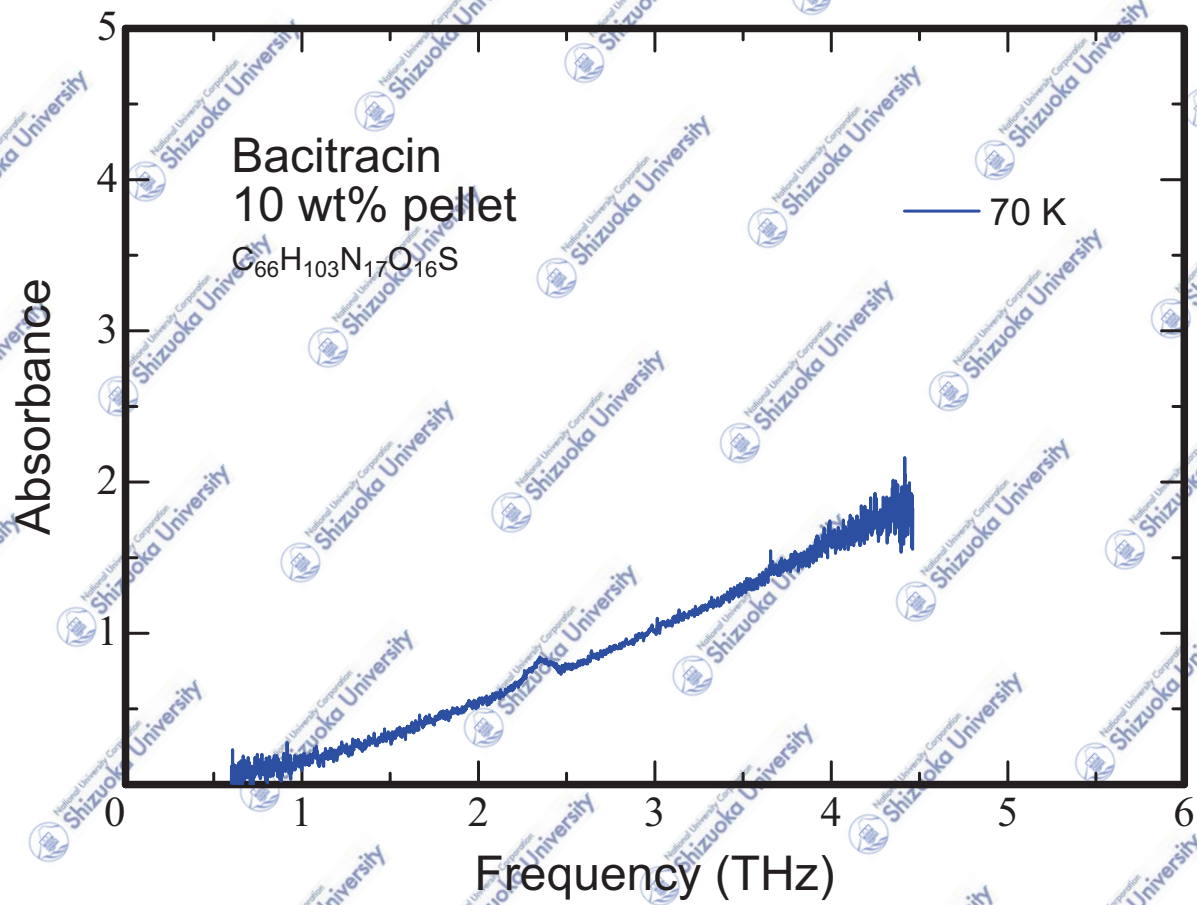 5
4
3
2
1
0
1
2
3
4
5
6
Absorbance
Frequency (THz)
Bacitracin
10 wt% pellet
C₆₆H₁₀₃N₁₇O₁₆S
70 K
National University Corporation
Shizuoka University